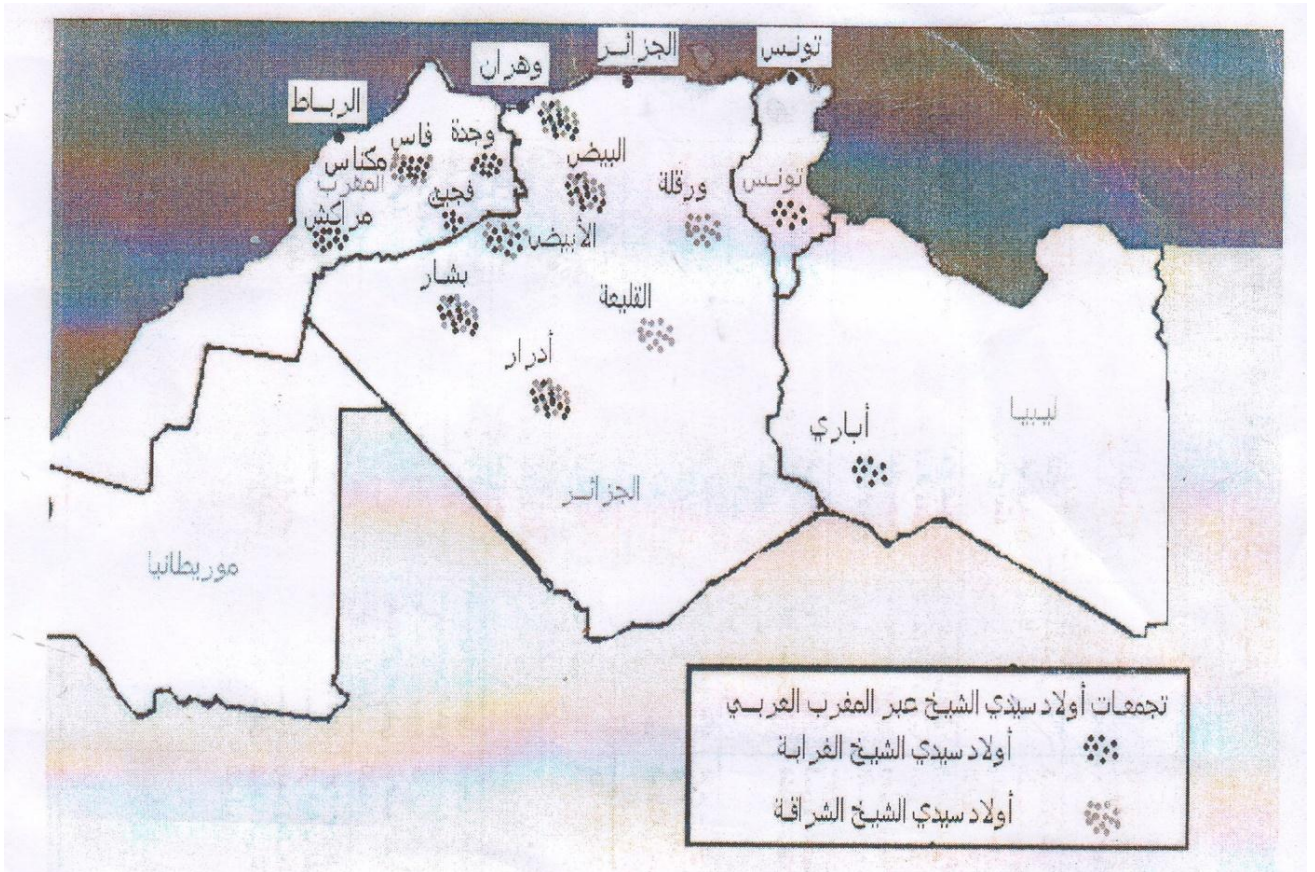 تونس
الجزائر
وهران
الرباط
وجدة
فاس
مكناس
المغرب
البيض
ورقلة
تونس
فجيج
مراكش
الأبيض
بشار
القليعة
أدرار
أباري
ليبيا
الجزائر
موريطانيا
تجمعات أولاد سيدي الشيخ عبر المغرب العربي
أولاد سيدي الشيخ الغرابة
أولاد سيدي الشيخ الشراقة